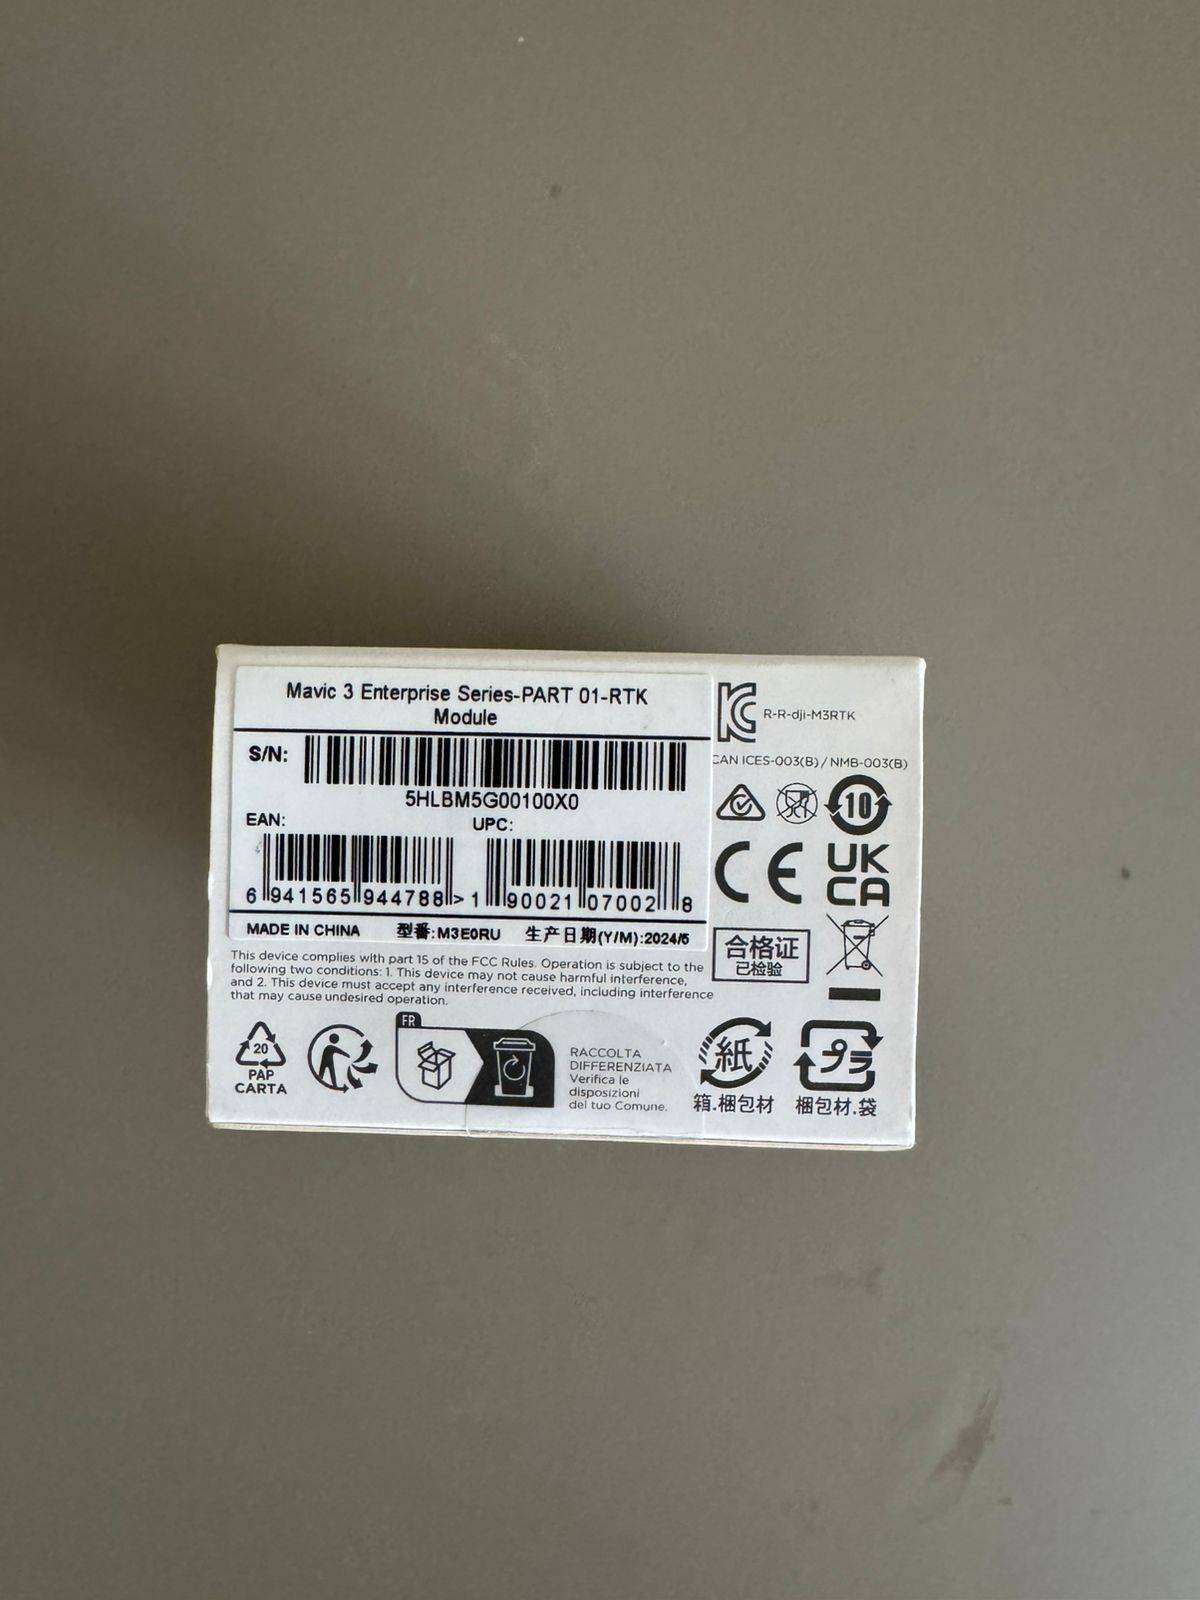 Mavic 3 Enterprise Series-PART 01-RTK
Module
S/N:
5HLBM5G00100X0
EAN:
UPC:
6 941565 944788 >
1 90021 07002 8
MADE IN CHINA 型番:M3E0RU 生产日期(Y/M):2024/5
R-R-dji-M3RTK
CAN ICES-003(B) / NMB-003(B)
10
CE
UK
CA
合格证
已检验
This device complies with part 15 of the FCC Rules. Operation is subject to the
following two conditions: 1. This device may not cause harmful interference,
and 2. This device must accept any interference received, including interference
that may cause undesired operation.
20
PAP
CARTA
FR
RACCOLTA
DIFFERENZIATA
Verifica le
disposizioni
del tuo Comune.
紙
箱.梱包材
プラ
梱包材.袋